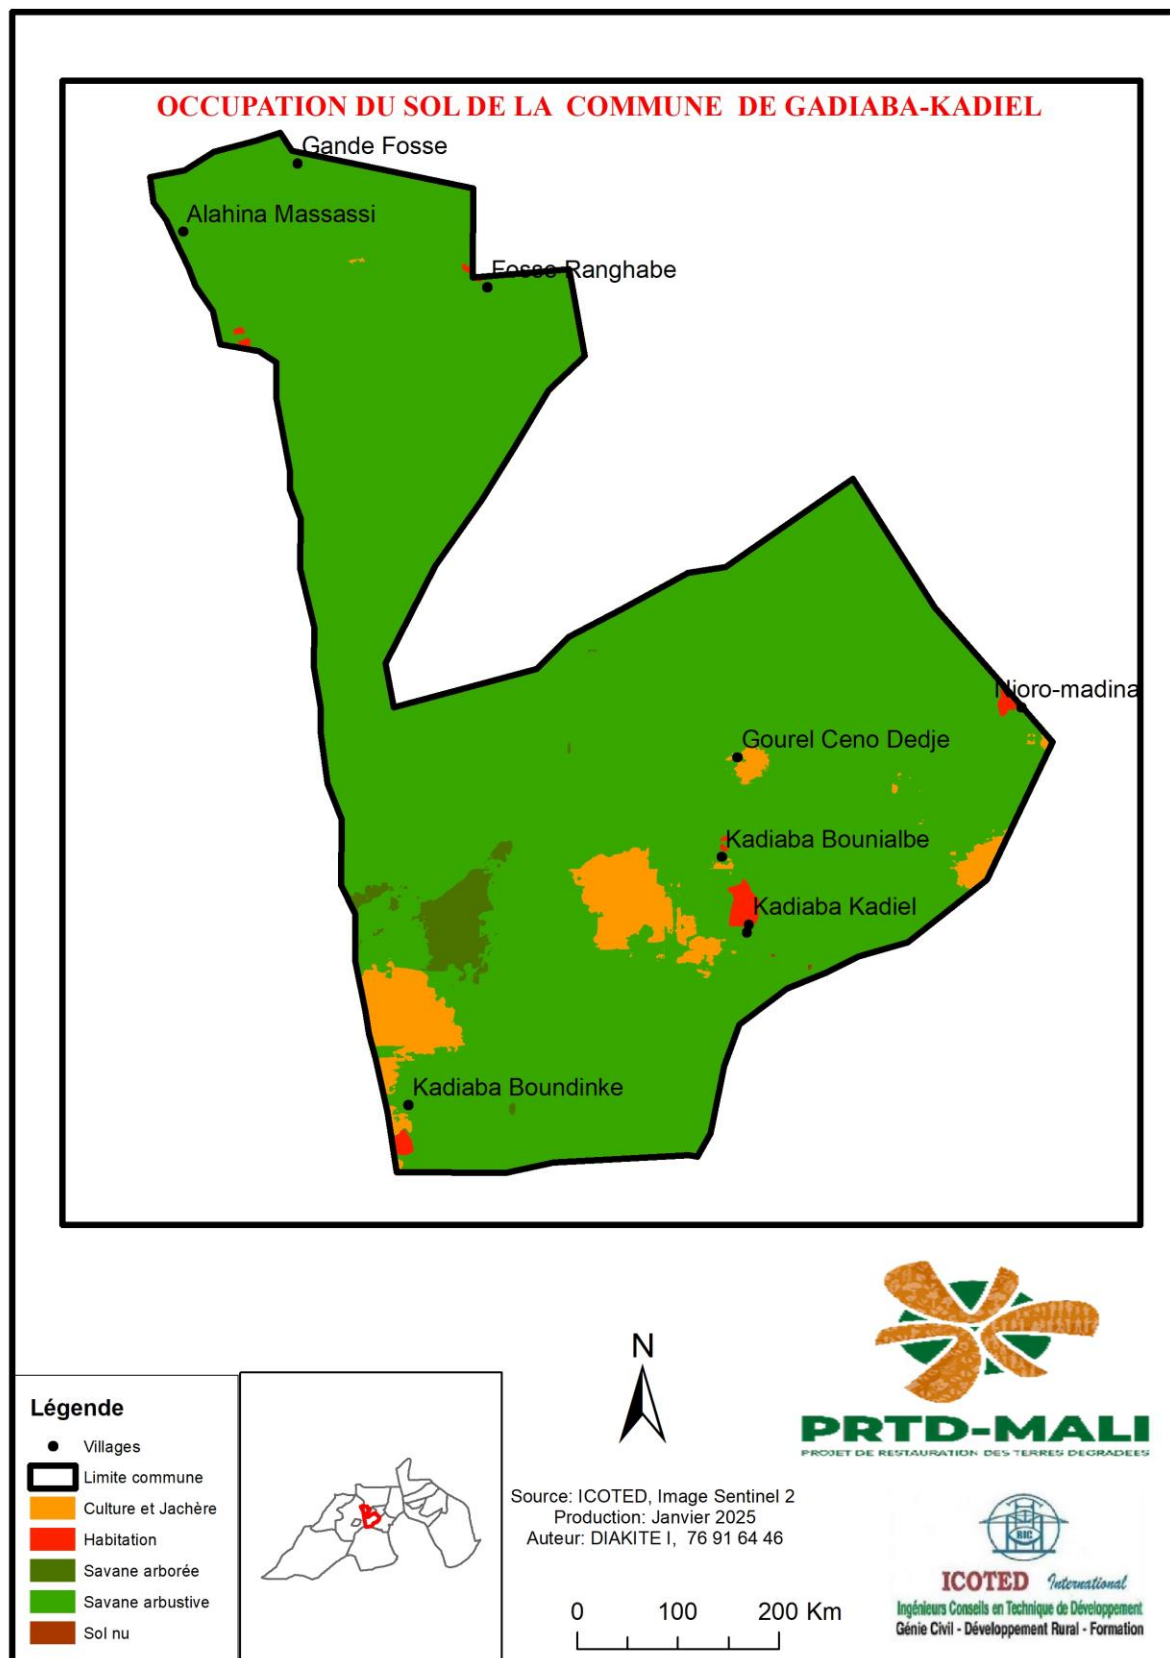 OCCUPATION DU SOL DE LA COMMUNE DE GADIABA-KADIEL
Gande Fosse
Alahina Massassi
Fosse Ranghabe
Nioro-madina
Gourel Ceno Dedje
Kadiaba Bounialbe
Kadiaba Kadiel
Kadiaba Boundinke
Légende
Villages
Limite commune
Culture et Jachère
Habitation
Savane arborée
Savane arbustive
Sol nu
N
Source: ICOTED, Image Sentinel 2
Production: Janvier 2025
Auteur: DIAKITE I, 76 91 64 46
0 100 200 Km
PRTD-MALI
PROJET DE RESTAURATION DES TERRES DEGRADEES
BIC
ICOTED International
Ingénieurs Conseils en Technique de Développement
Génie Civil - Développement Rural - Formation